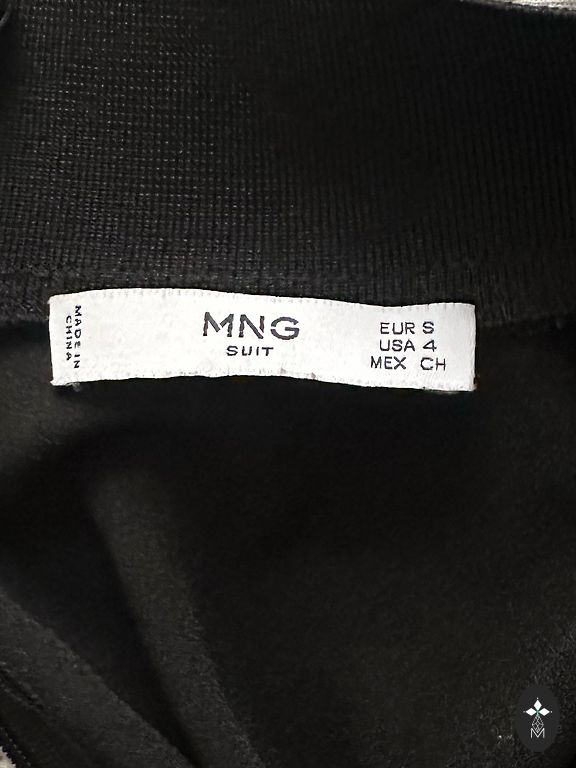 MADE IN
CHINA
MNG
SUIT
EUR S
USA 4
MEX CH
M